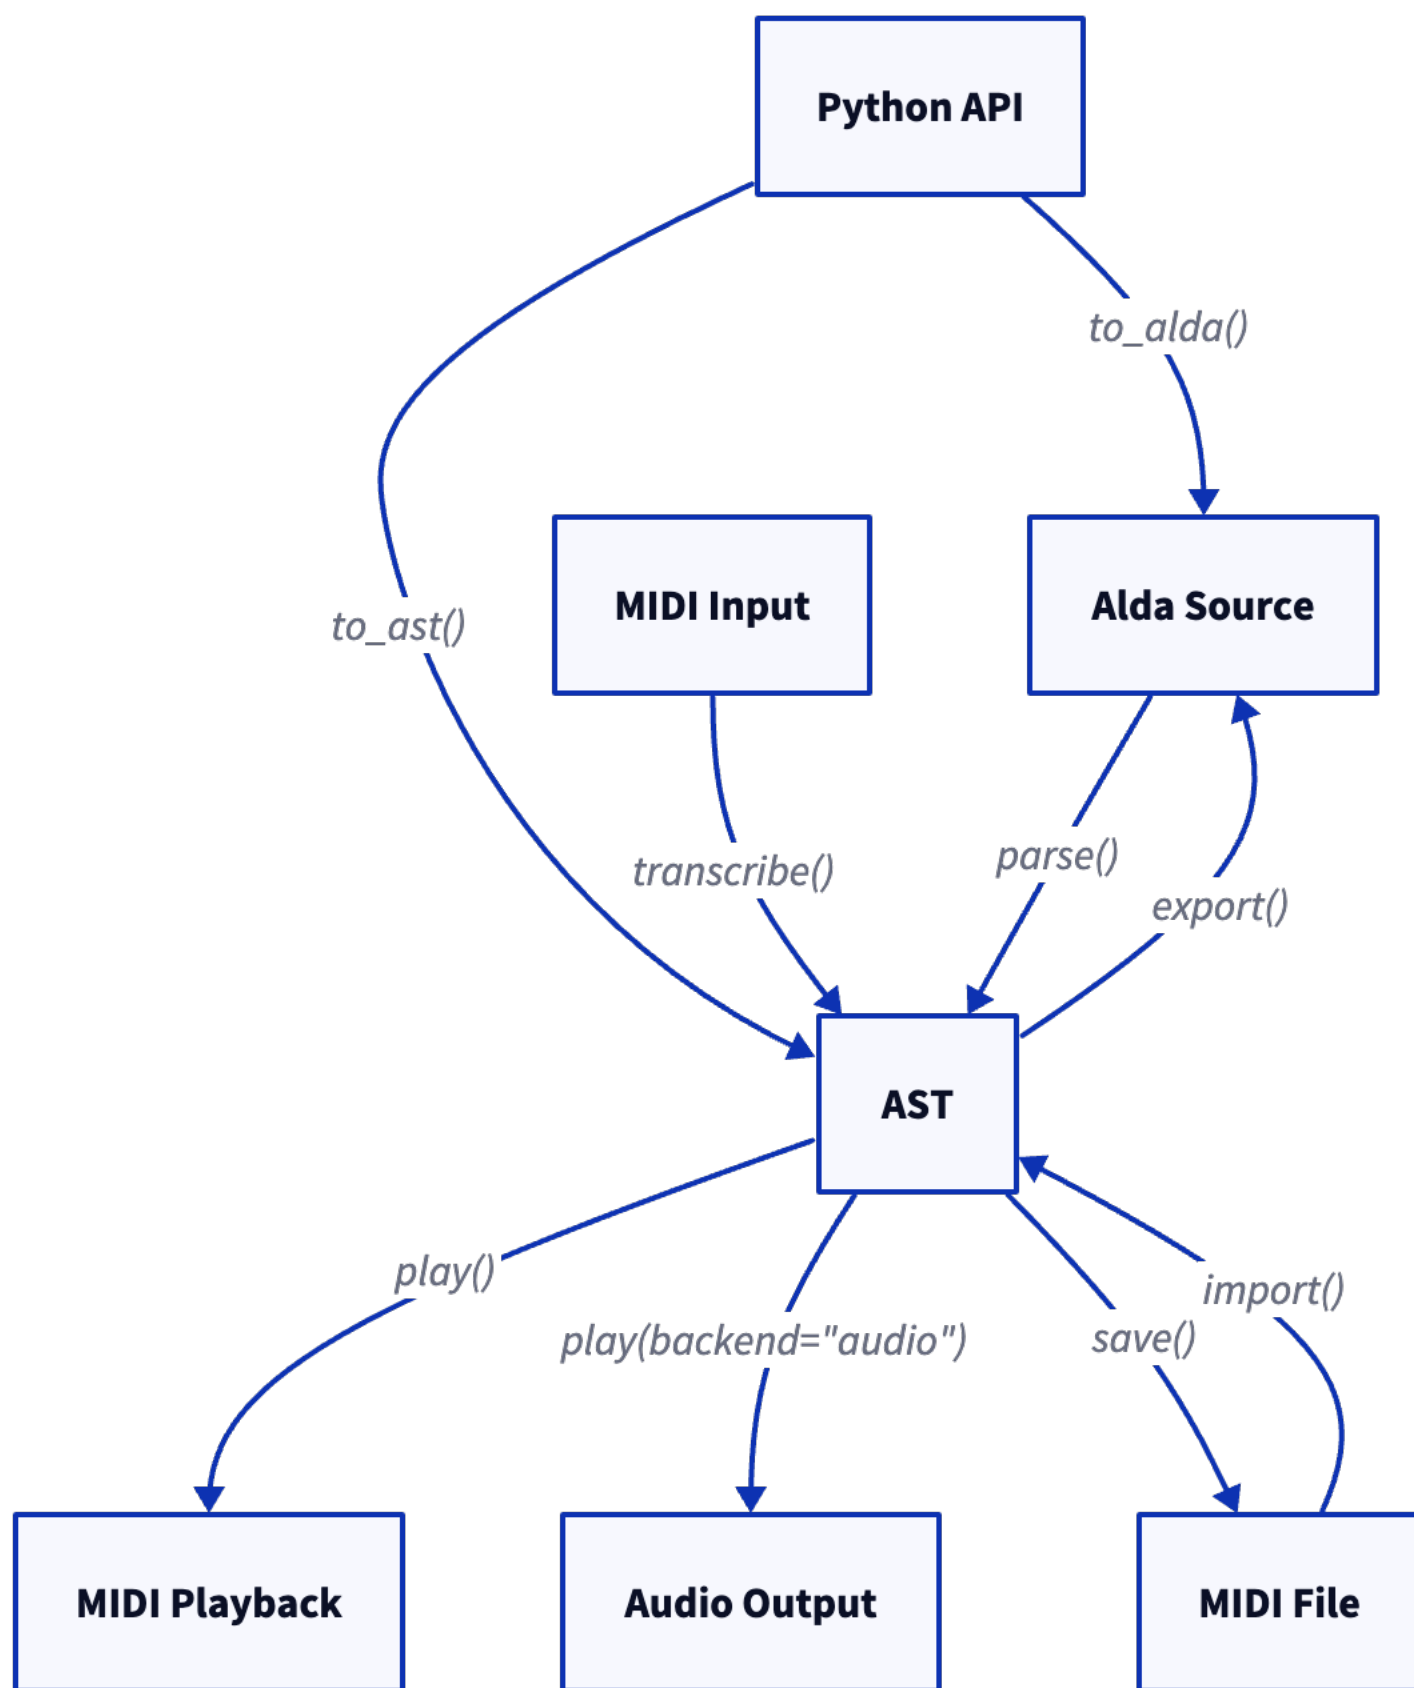 Python API
to_alda()
MIDI Input
Alda Source
to_ast()
transcribe()
parse()
export()
AST
play()
import()
play(backend="audio")
save()
MIDI Playback
Audio Output
MIDI File